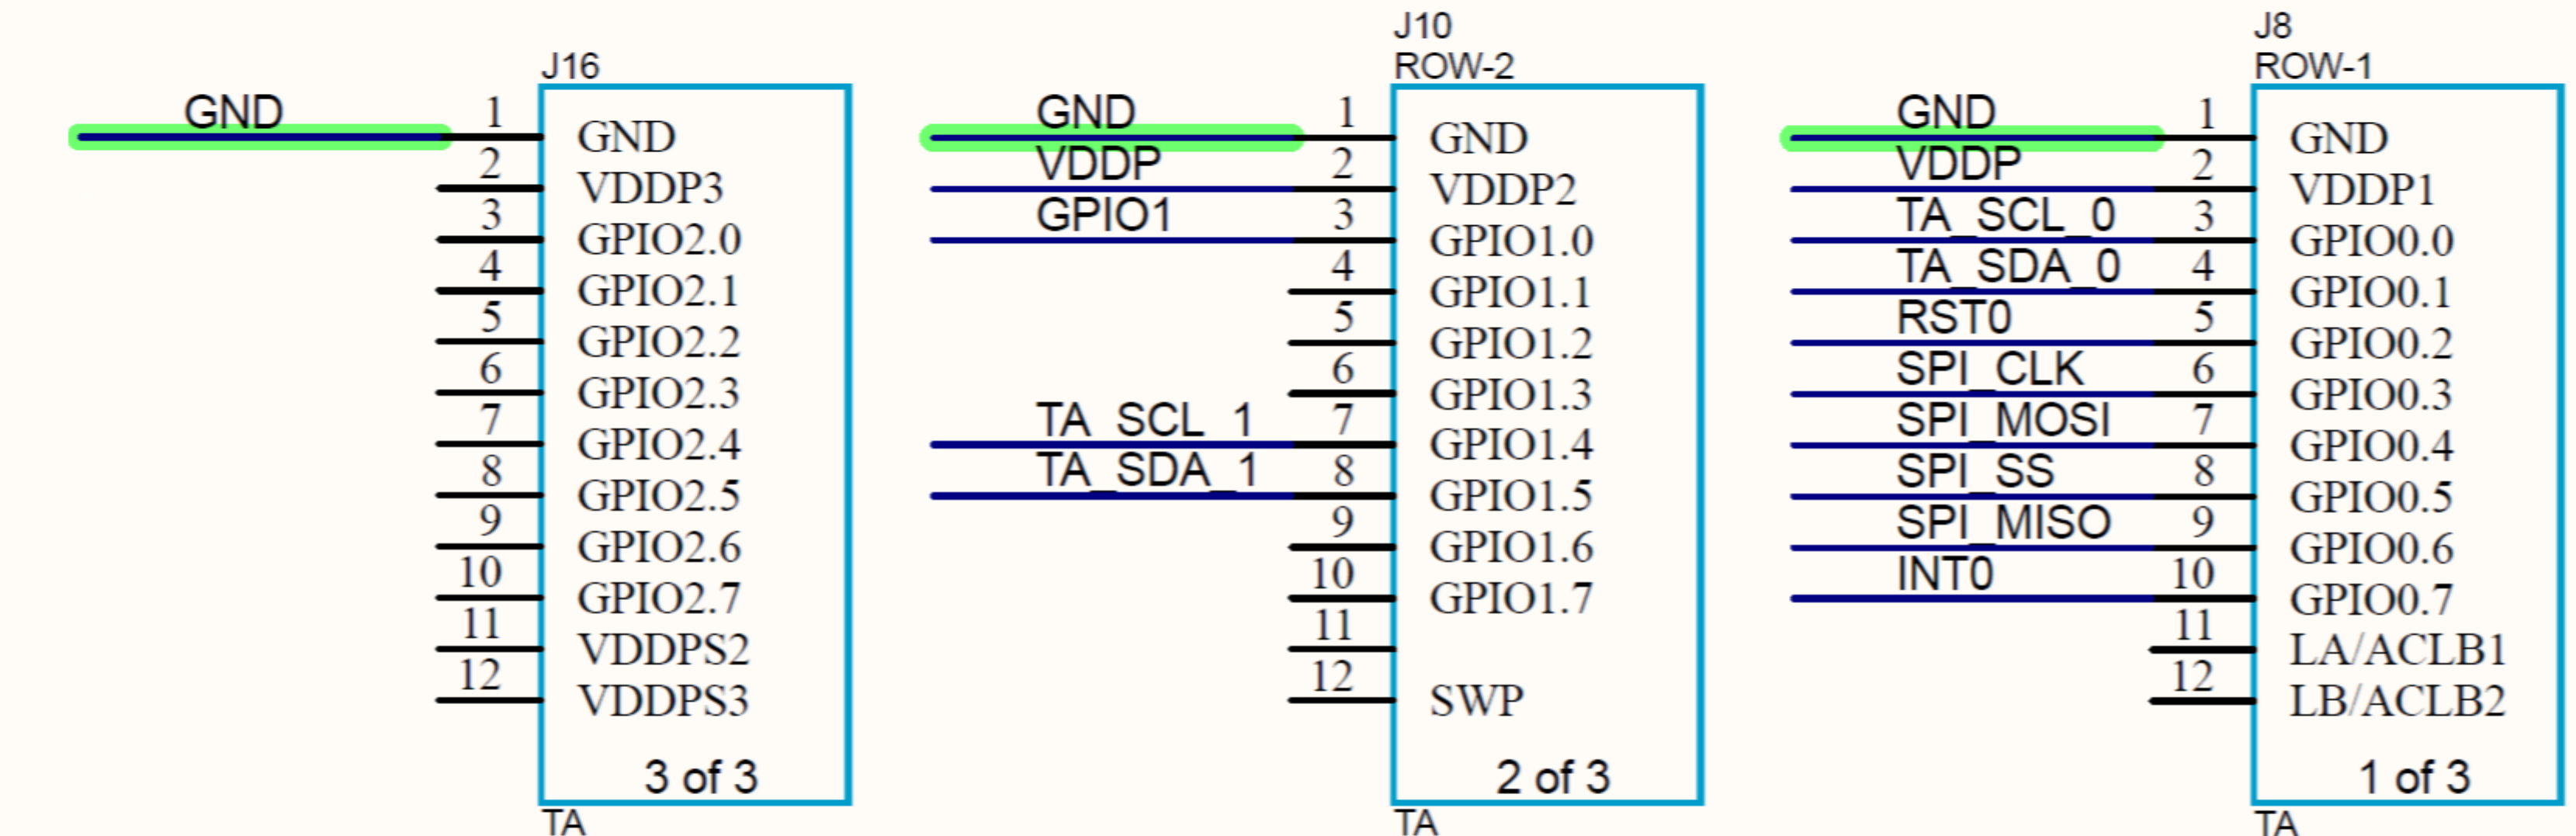 J16
GND 1 GND
2 VDDP3
3 GPIO2.0
4 GPIO2.1
5 GPIO2.2
6 GPIO2.3
7 GPIO2.4
8 GPIO2.5
9 GPIO2.6
10 GPIO2.7
11 VDDPS2
12 VDDPS3
3 of 3
TA
J10
ROW-2
GND 1 GND
VDDP 2 VDDP2
GPIO1 3 GPIO1.0
4 GPIO1.1
5 GPIO1.2
6 GPIO1.3
TA_SCL_1 7 GPIO1.4
TA_SDA_1 8 GPIO1.5
9 GPIO1.6
10 GPIO1.7
11
12 SWP
2 of 3
TA
J8
ROW-1
GND 1 GND
VDDP 2 VDDP1
TA_SCL_0 3 GPIO0.0
TA_SDA_0 4 GPIO0.1
RST0 5 GPIO0.2
SPI_CLK 6 GPIO0.3
SPI_MOSI 7 GPIO0.4
SPI_SS 8 GPIO0.5
SPI_MISO 9 GPIO0.6
INT0 10 GPIO0.7
11 LA/ACLB1
12 LB/ACLB2
1 of 3
TA